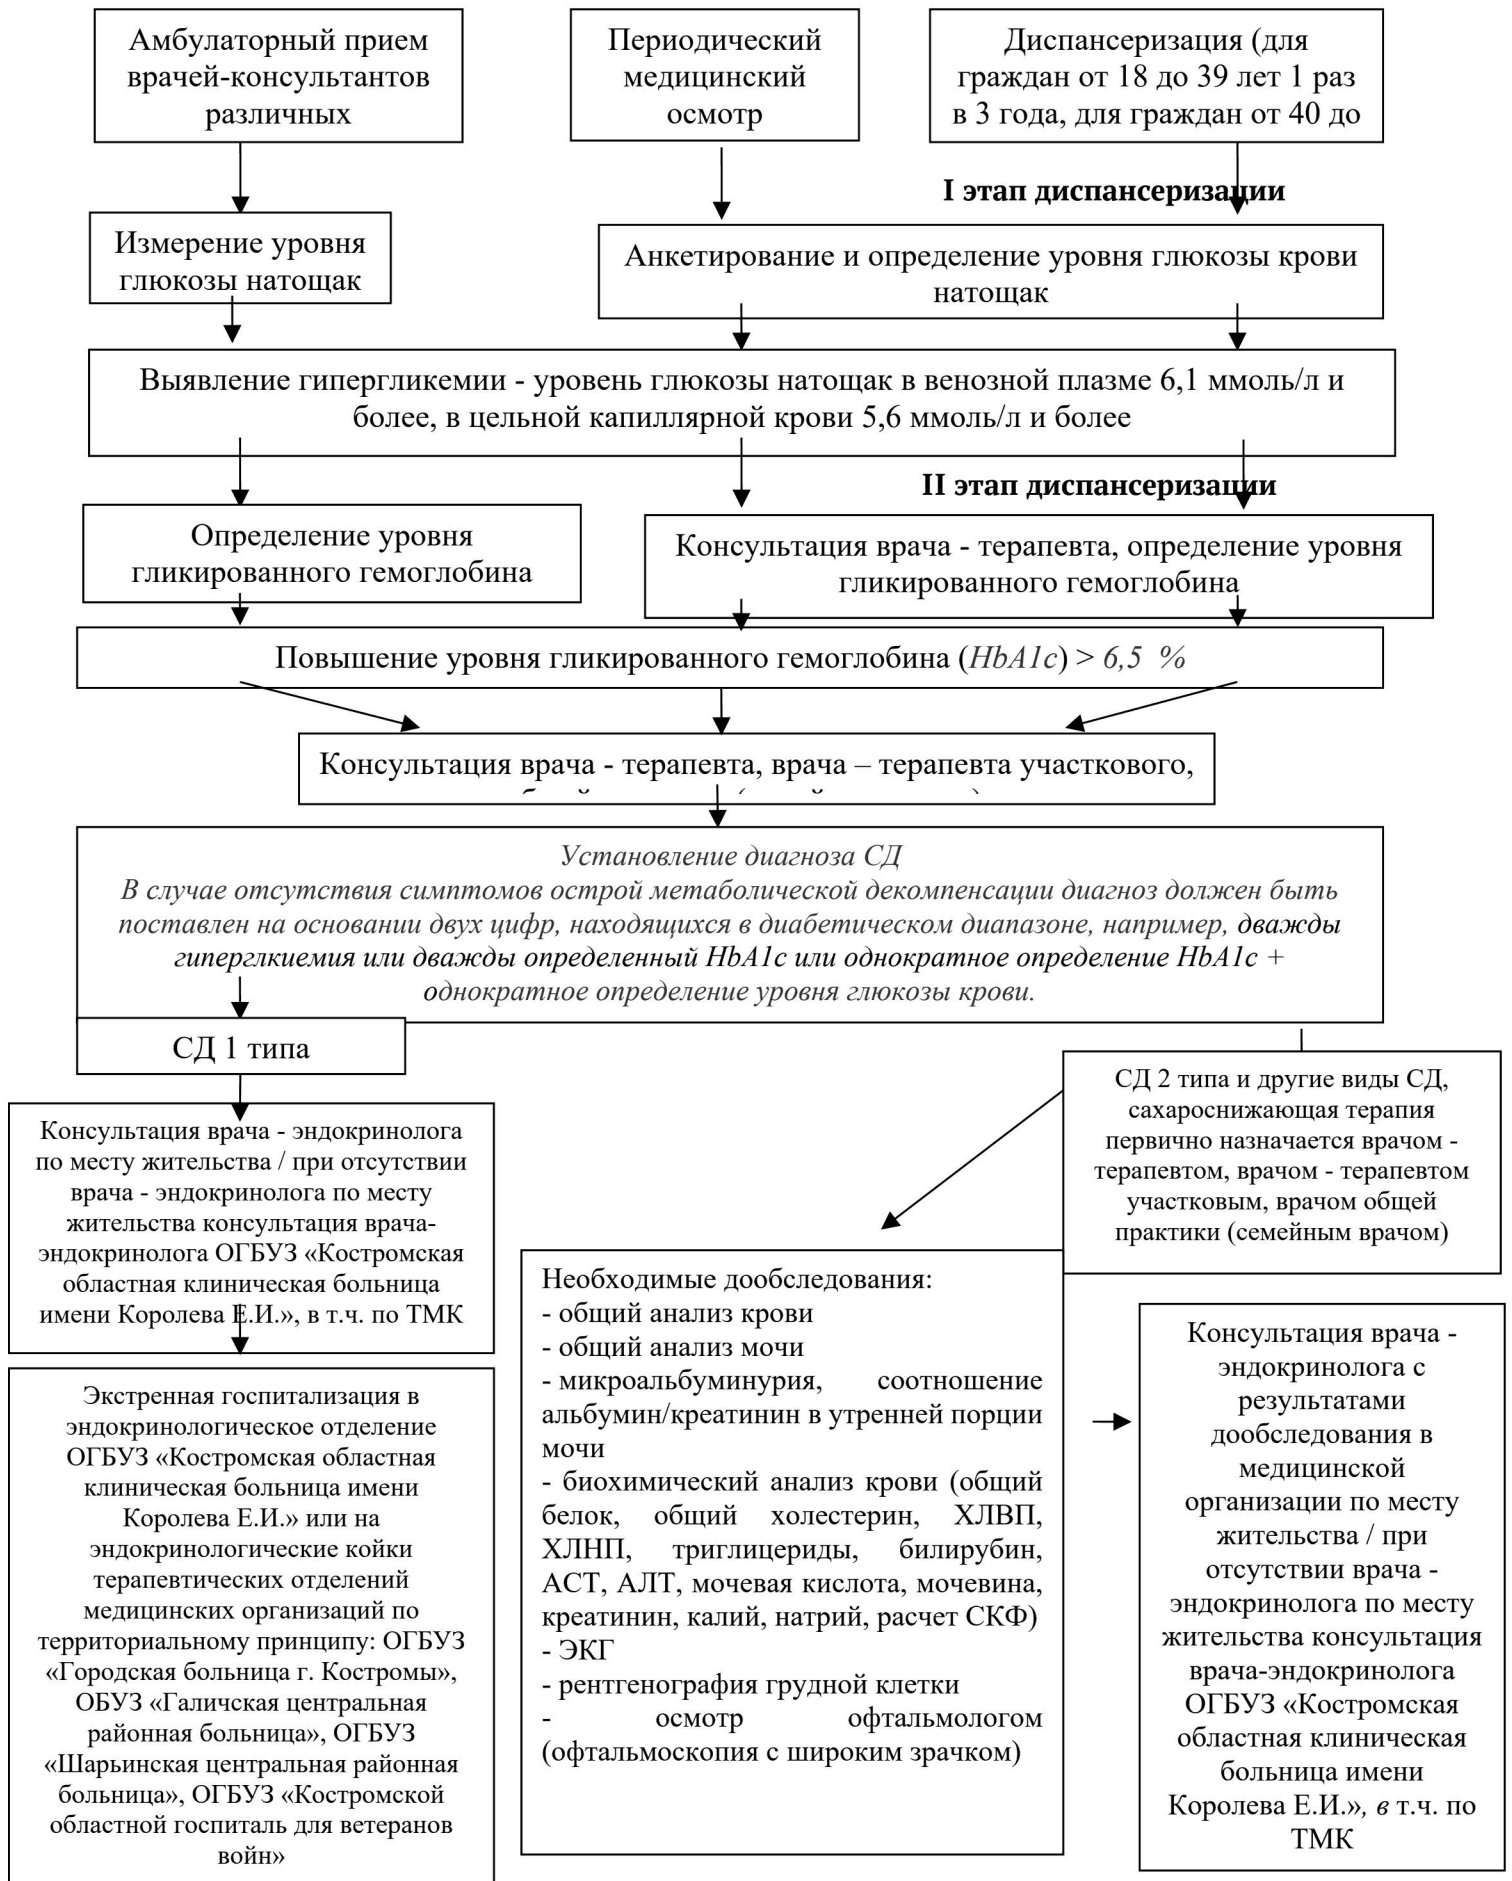 Амбулаторный прием
врачей-консультантов
различных
Периодический
медицинский
осмотр
Диспансеризация (для
граждан от 18 до 39 лет 1 раз
в 3 года, для граждан от 40 до
I этап диспансеризации
Измерение уровня
глюкозы натощак
Анкетирование и определение уровня глюкозы крови
натощак
Выявление гипергликемии - уровень глюкозы натощак в венозной плазме 6,1 ммоль/л и
более, в цельной капиллярной крови 5,6 ммоль/л и более
II этап диспансеризации
Определение уровня
гликированного гемоглобина
Консультация врача - терапевта, определение уровня
гликированного гемоглобина
Повышение уровня гликированного гемоглобина (HbA1c) > 6,5 %
Консультация врача - терапевта, врача – терапевта участкового,
Установление диагноза СД
В случае отсутствия симптомов острой метаболической декомпенсации диагноз должен быть
поставлен на основании двух цифр, находящихся в диабетическом диапазоне, например, дважды
гиперглкиемия или дважды определенный HbA1c или однократное определение HbA1c +
однократное определение уровня глюкозы крови.
СД 1 типа
Консультация врача - эндокринолога
по месту жительства / при отсутствии
врача - эндокринолога по месту
жительства консультация врача-
эндокринолога ОГБУЗ «Костромская
областная клиническая больница
имени Королева Е.И.», в т.ч. по ТМК
Экстренная госпитализация в
эндокринологическое отделение
ОГБУЗ «Костромская областная
клиническая больница имени
Королева Е.И.» или на
эндокринологические койки
терапевтических отделений
медицинских организаций по
территориальному принципу: ОГБУЗ
«Городская больница г. Костромы»,
ОБУЗ «Галичская центральная
районная больница», ОГБУЗ
«Шарьинская центральная районная
больница», ОГБУЗ «Костромской
областной госпиталь для ветеранов
войн»
СД 2 типа и другие виды СД,
сахароснижающая терапия
первично назначается врачом -
терапевтом, врачом - терапевтом
участковым, врачом общей
практики (семейным врачом)
Необходимые дообследования:
- общий анализ крови
- общий анализ мочи
- микроальбуминурия, соотношение
альбумин/креатинин в утренней порции
мочи
- биохимический анализ крови (общий
белок, общий холестерин, ХЛВП,
ХЛНП, триглицериды, билирубин,
АСТ, АЛТ, мочевая кислота, мочевина,
креатинин, калий, натрий, расчет СКФ)
- ЭКГ
- рентгенография грудной клетки
- осмотр офтальмологом
(офтальмоскопия с широким зрачком)
Консультация врача -
эндокринолога с
результатами
дообследования в
медицинской
организации по месту
жительства / при
отсутствии врача -
эндокринолога по месту
жительства консультация
врача-эндокринолога
ОГБУЗ «Костромская
областная клиническая
больница имени
Королева Е.И.», в т.ч. по
ТМК